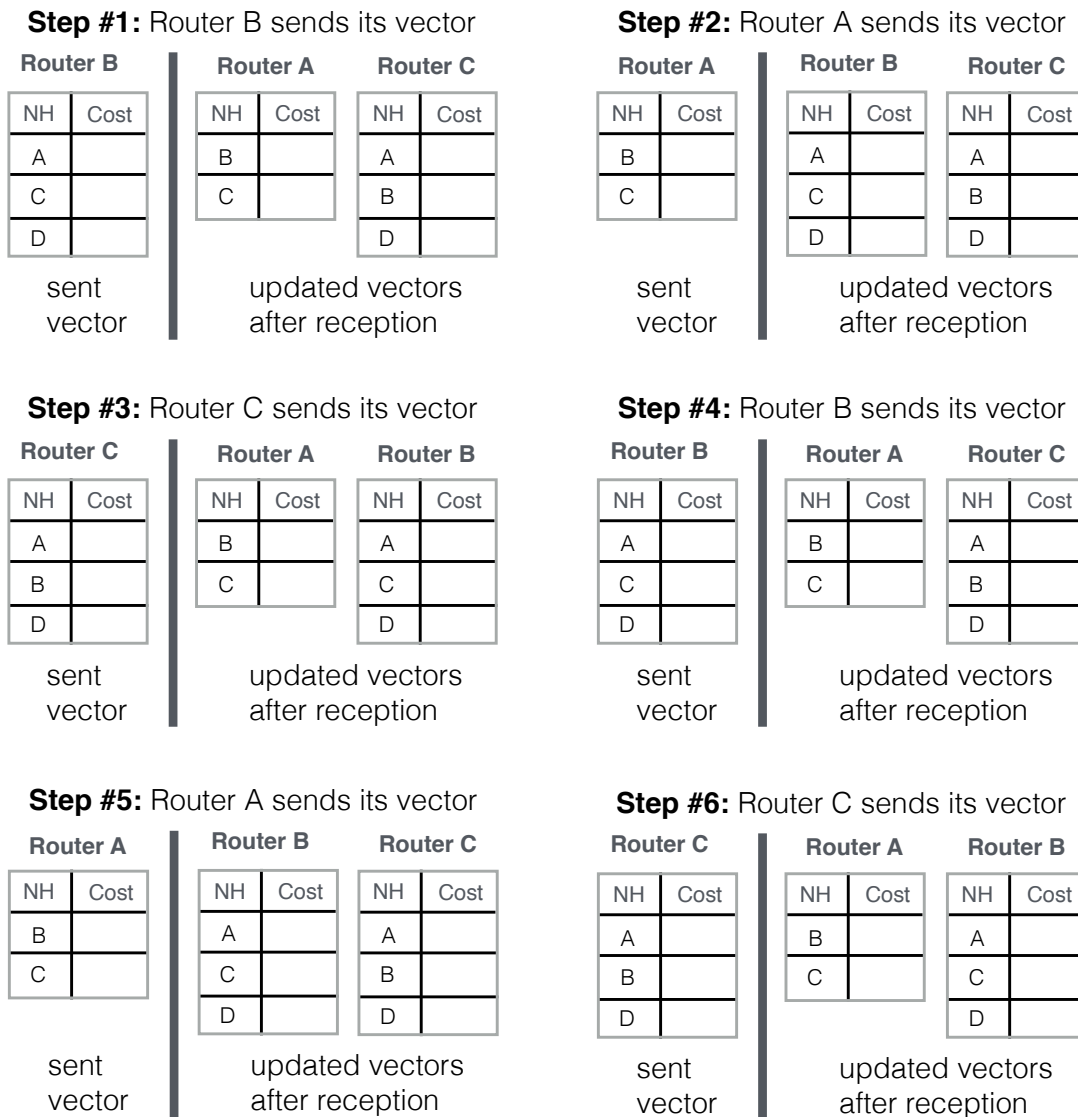 Step #1: Router B sends its vector
Router B Router A Router C
NH Cost NH Cost NH Cost
A B A
C C B
D D
sent updated vectors
vector after reception
Step #2: Router A sends its vector
Router A Router B Router C
NH Cost NH Cost NH Cost
B A A
C C B
D D
sent updated vectors
vector after reception
Step #3: Router C sends its vector
Router C Router A Router B
NH Cost NH Cost NH Cost
A B A
B C C
D D
sent updated vectors
vector after reception
Step #4: Router B sends its vector
Router B Router A Router C
NH Cost NH Cost NH Cost
A B A
C C B
D D
sent updated vectors
vector after reception
Step #5: Router A sends its vector
Router A Router B Router C
NH Cost NH Cost NH Cost
B A A
C C B
D D
sent updated vectors
vector after reception
Step #6: Router C sends its vector
Router C Router A Router B
NH Cost NH Cost NH Cost
A B A
B C C
D D
sent updated vectors
vector after reception